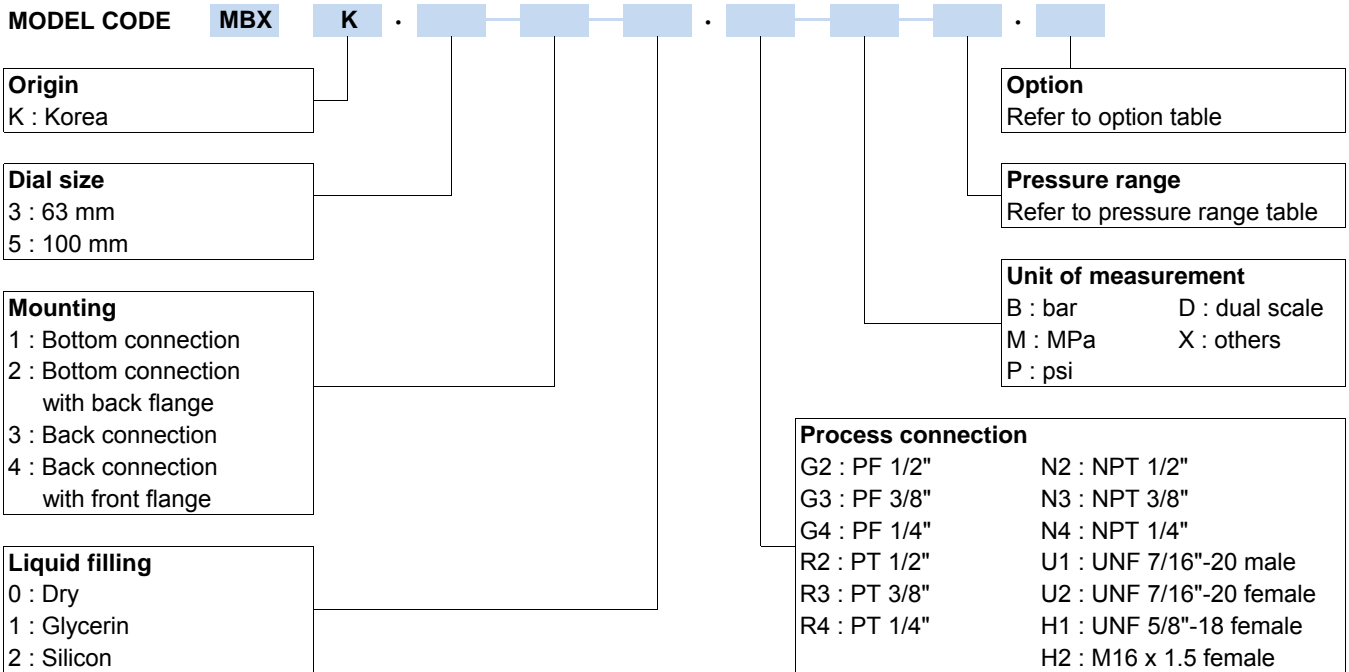 MODEL CODE MBX K . . .
Origin
K : Korea
Dial size
3 : 63 mm
5 : 100 mm
Mounting
1 : Bottom connection
2 : Bottom connection
with back flange
3 : Back connection
4 : Back connection
with front flange
Liquid filling
0 : Dry
1 : Glycerin
2 : Silicon
Option
Refer to option table
Pressure range
Refer to pressure range table
Unit of measurement
B : bar D : dual scale
M : MPa X : others
P : psi
Process connection
G2 : PF 1/2" N2 : NPT 1/2"
G3 : PF 3/8" N3 : NPT 3/8"
G4 : PF 1/4" N4 : NPT 1/4"
R2 : PT 1/2" U1 : UNF 7/16"-20 male
R3 : PT 3/8" U2 : UNF 7/16"-20 female
R4 : PT 1/4" H1 : UNF 5/8"-18 female
H2 : M16 x 1.5 female